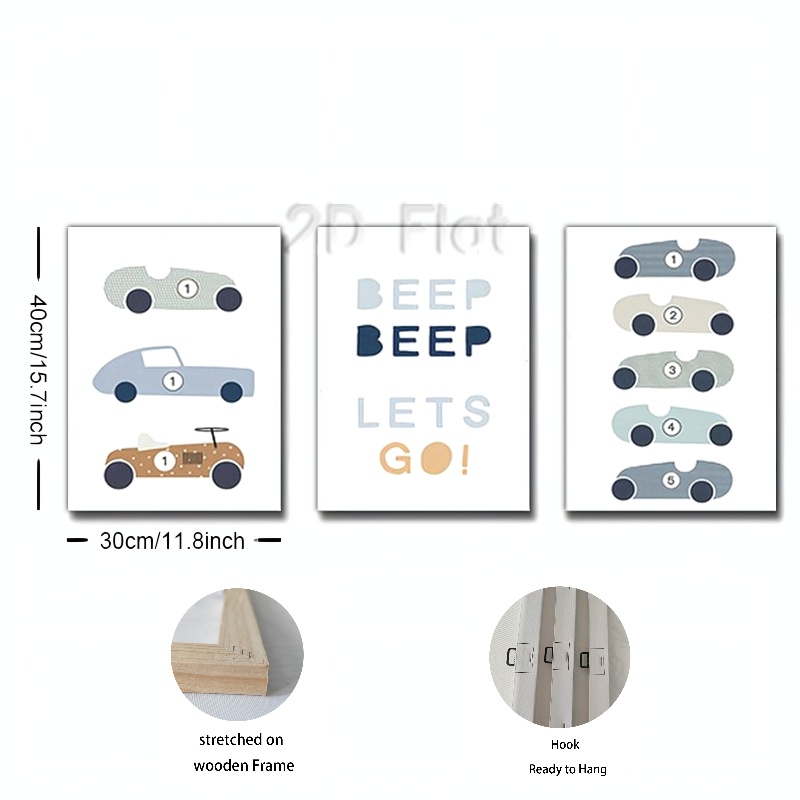 2D Flat
1
1
1
BEEP
BEEP
LETS
GO!
1
2
3
4
5
40cm/15.7inch
30cm/11.8inch
stretched on
wooden Frame
Hook
Ready to Hang